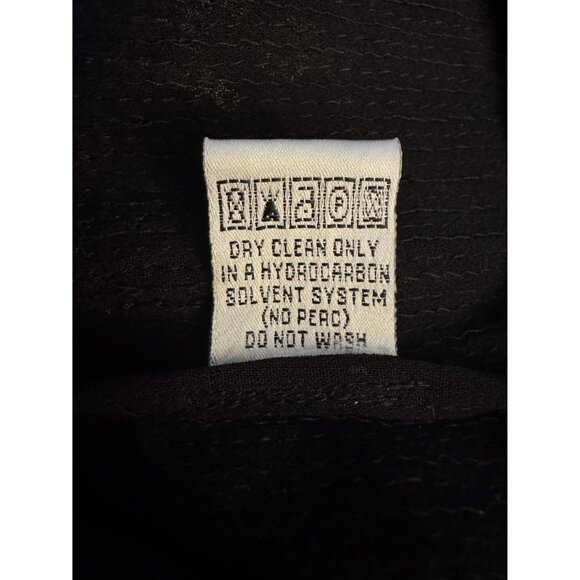 DRY CLEAN ONLY
IN A HYDROCARBON
SOLVENT SYSTEM
(NO PERC)
DO NOT WASH